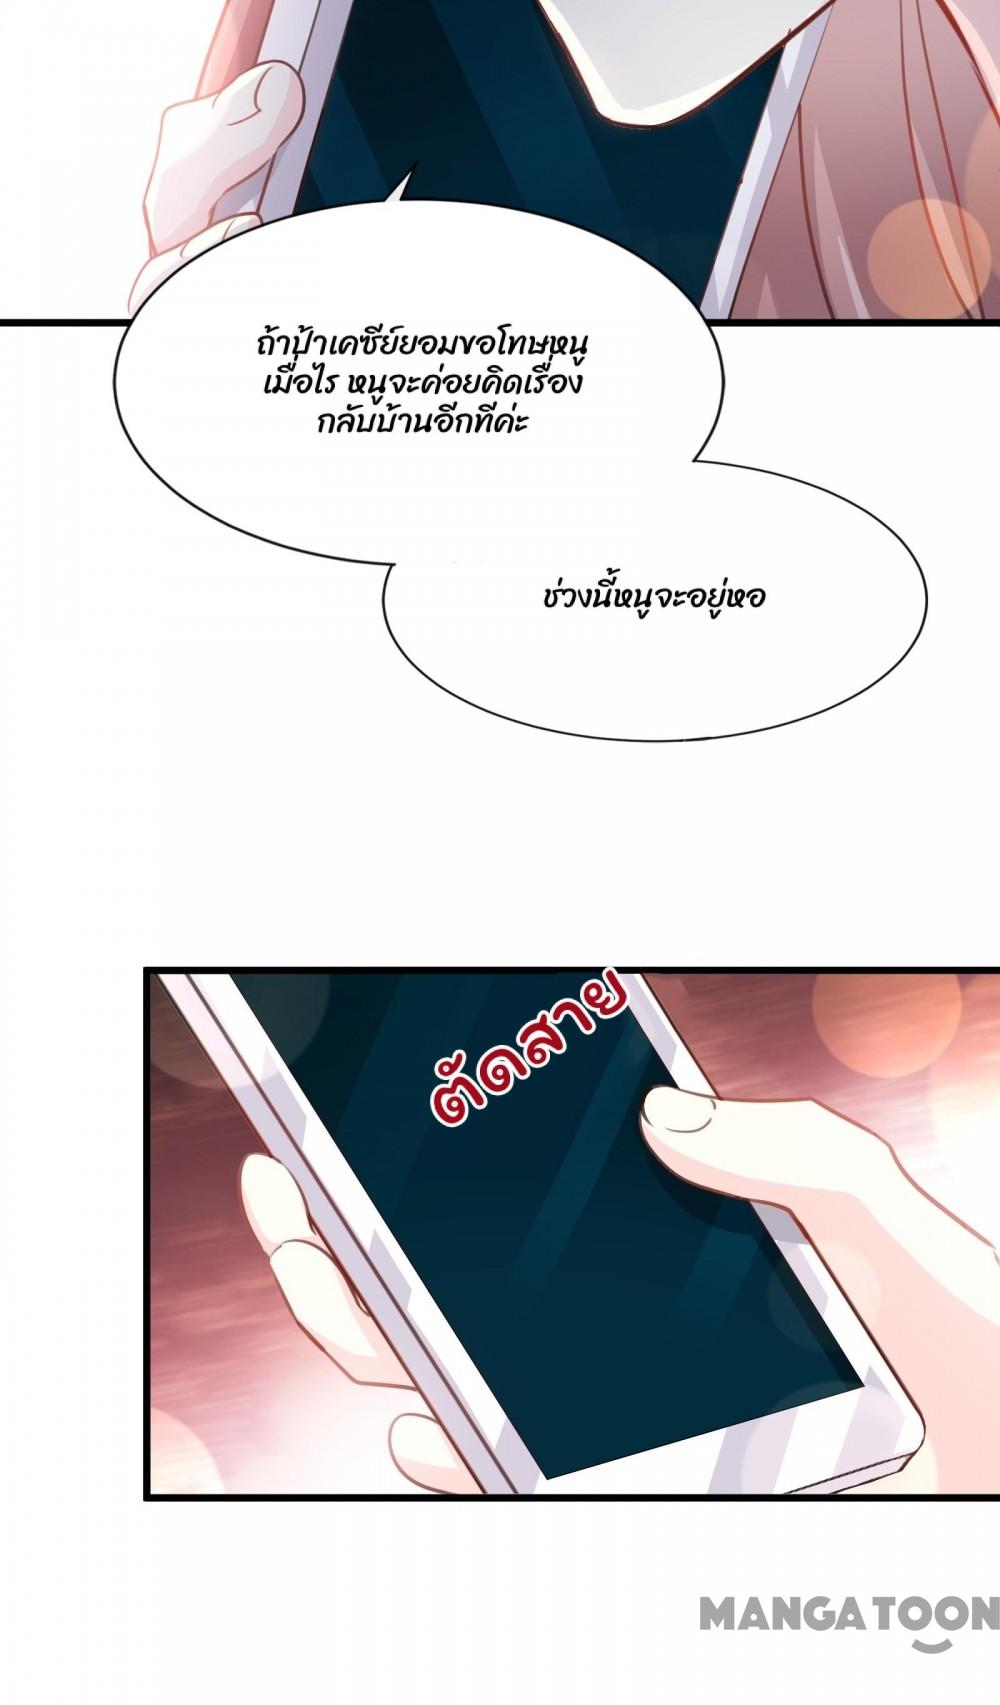 ถ้าป้าเคซีย์ยอมขอโทษหนู
เมื่อไร หนูจะค่อยคิดเรื่อง
กลับบ้านอีกทีค่ะ
ช่วงนี้หนูจะอยู่หอ
ตัดสาย
MANGATOON